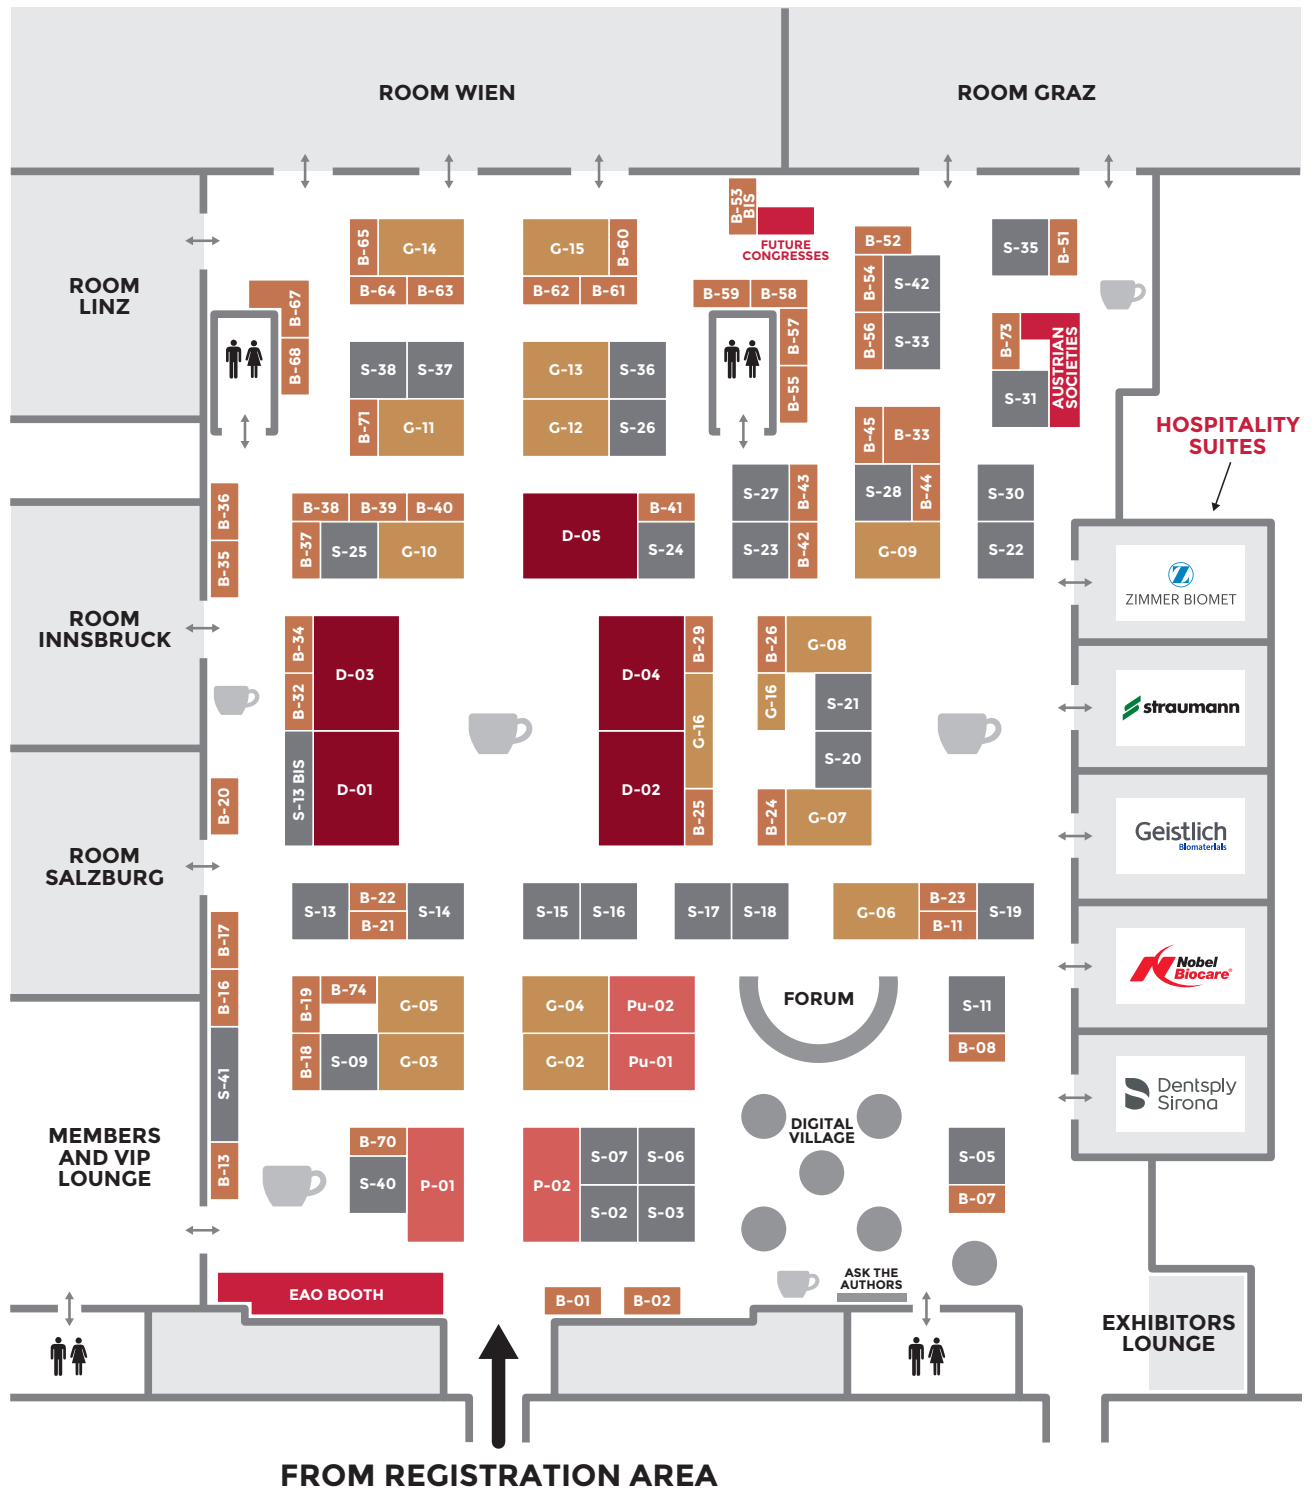 ROOM WIEN
ROOM GRAZ
B-53
BIS
FUTURE
CONGRESSES
B-65
G-14
G-15
B-60
B-52
S-35
B-51
ROOM
LINZ
B-64
B-63
B-62
B-61
B-59
B-58
B-54
S-42
B-67
B-57
B-56
S-33
B-73
AUSTRIAN
SOCIETIES
B-68
S-38
S-37
G-13
S-36
B-55
S-31
B-71
G-11
G-12
S-26
B-45
B-33
HOSPITALITY
SUITES
B-36
B-38
B-39
B-40
D-05
B-41
S-27
B-43
S-28
B-44
S-30
B-35
B-37
S-25
G-10
S-24
S-23
B-42
G-09
S-22
ZIMMER BIOMET
ROOM
INNSBRUCK
B-34
D-03
D-04
B-29
B-26
G-08
B-32
G-16
G-16
S-21
straumann
S-13 BIS
D-01
D-02
S-20
B-20
B-25
B-24
G-07
Geistlich
Biomaterials
ROOM
SALZBURG
S-13
B-22
B-21
S-14
S-15
S-16
S-17
S-18
G-06
B-23
B-11
S-19
B-17
B-16
B-19
B-74
G-05
G-04
Pu-02
FORUM
S-11
Nobel
Biocare®
S-41
B-18
S-09
G-03
G-02
Pu-01
B-08
Dentsply
Sirona
MEMBERS
AND VIP
LOUNGE
B-13
B-70
S-40
P-01
P-02
S-07
S-06
S-02
S-03
DIGITAL
VILLAGE
S-05
B-07
EAO BOOTH
B-01
B-02
ASK THE
AUTHORS
EXHIBITORS
LOUNGE
FROM REGISTRATION AREA